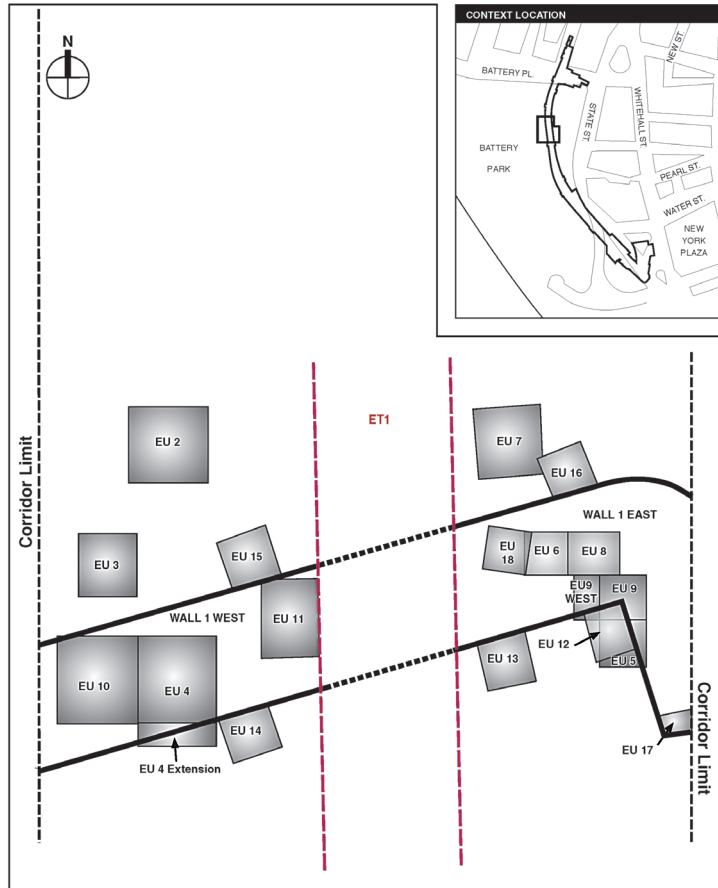 CONTEXT LOCATION
NEW ST.
BATTERY PL.
WHITEHALL ST.
STATE ST.
BATTERY
PARK
PEARL ST.
WATER ST.
NEW
YORK
PLAZA
N
Corridor Limit
ET1
EU 2
EU 7
EU 16
WALL 1 EAST
EU 15
EU 3
EU
18
EU 6
EU 8
EU9
WEST
EU 9
WALL 1 WEST
EU 11
EU 12
EU 13
EU 5
EU 10
EU 4
EU 14
EU 17
EU 4 Extension
Corridor Limit